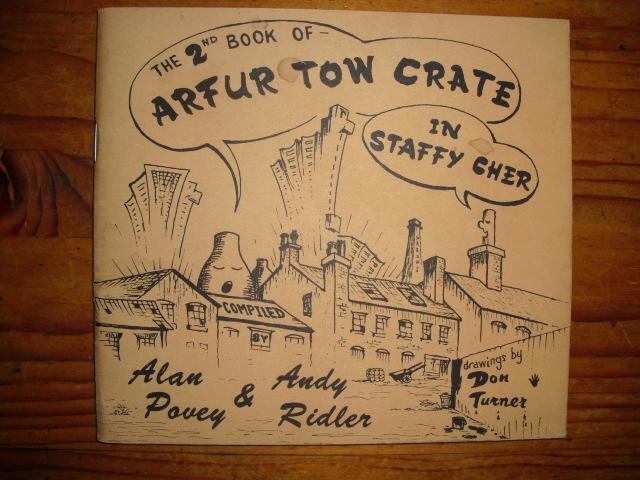 THE 2ND BOOK OF -
ARFUR TOW CRATE
IN
STAFFY CHER
COMPILED
BY
Alan
Povey
&
Andy
Ridler
drawings by
Don
Turner